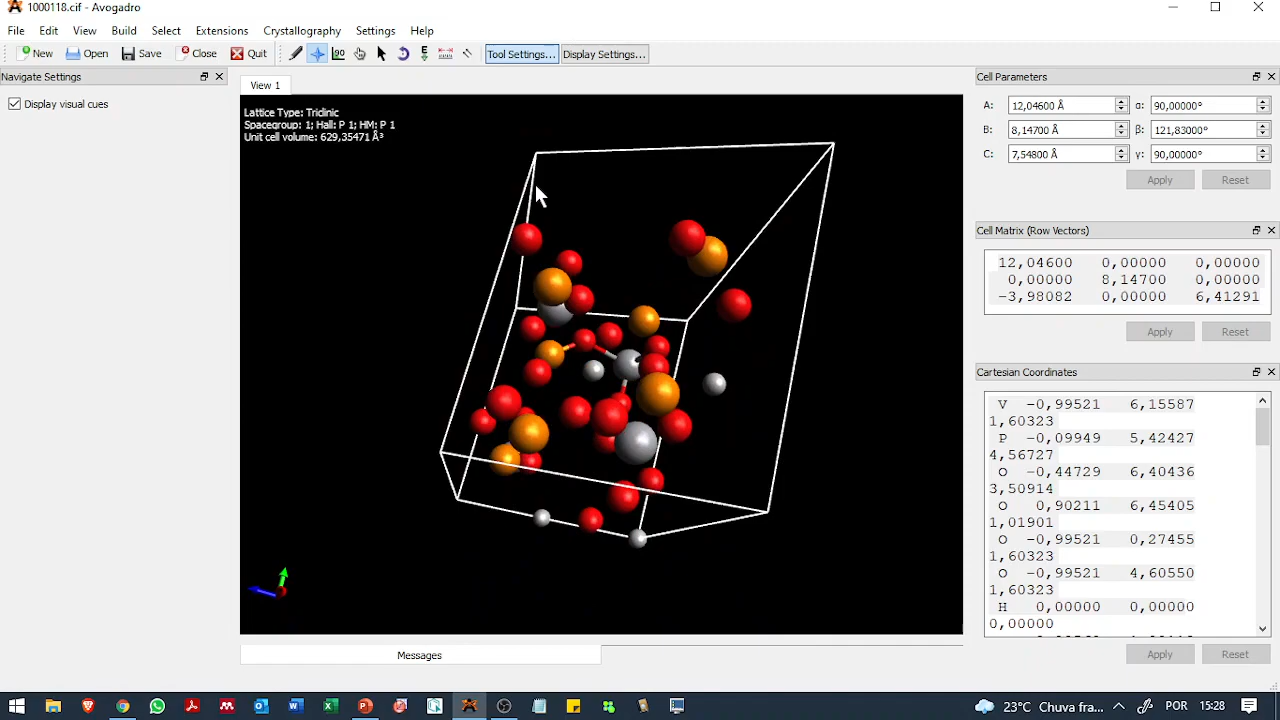 1000118.cif - Avogadro
File Edit View Build Select Extensions Crystallography Settings Help
New Open Save Close Quit Tool Settings... Display Settings...
Navigate Settings
Display visual cues
View 1
Lattice Type: Triclinic
Spacegroup: 1; Hall: P 1; HM: P 1
Unit cell volume: 629,35471 Å³
Messages
Cell Parameters
A: 12,04600 Å α: 90,00000°
B: 8,14700 Å β: 121,83000°
C: 7,54800 Å γ: 90,00000°
Apply Reset
Cell Matrix (Row Vectors)
12,04600 0,00000 0,00000
0,00000 8,14700 0,00000
-3,98082 0,00000 6,41291
Apply Reset
Cartesian Coordinates
V -0,99521 6,15587
1,60323
P -0,09949 5,42427
4,56727
O -0,44729 6,40436
3,50914
O 0,90211 6,45405
1,01901
O -0,99521 0,27455
1,60323
O -0,99521 4,60550
1,60323
H 0,00000 0,00000
0,00000
Apply Reset
23°C Chuva fra... POR 15:28